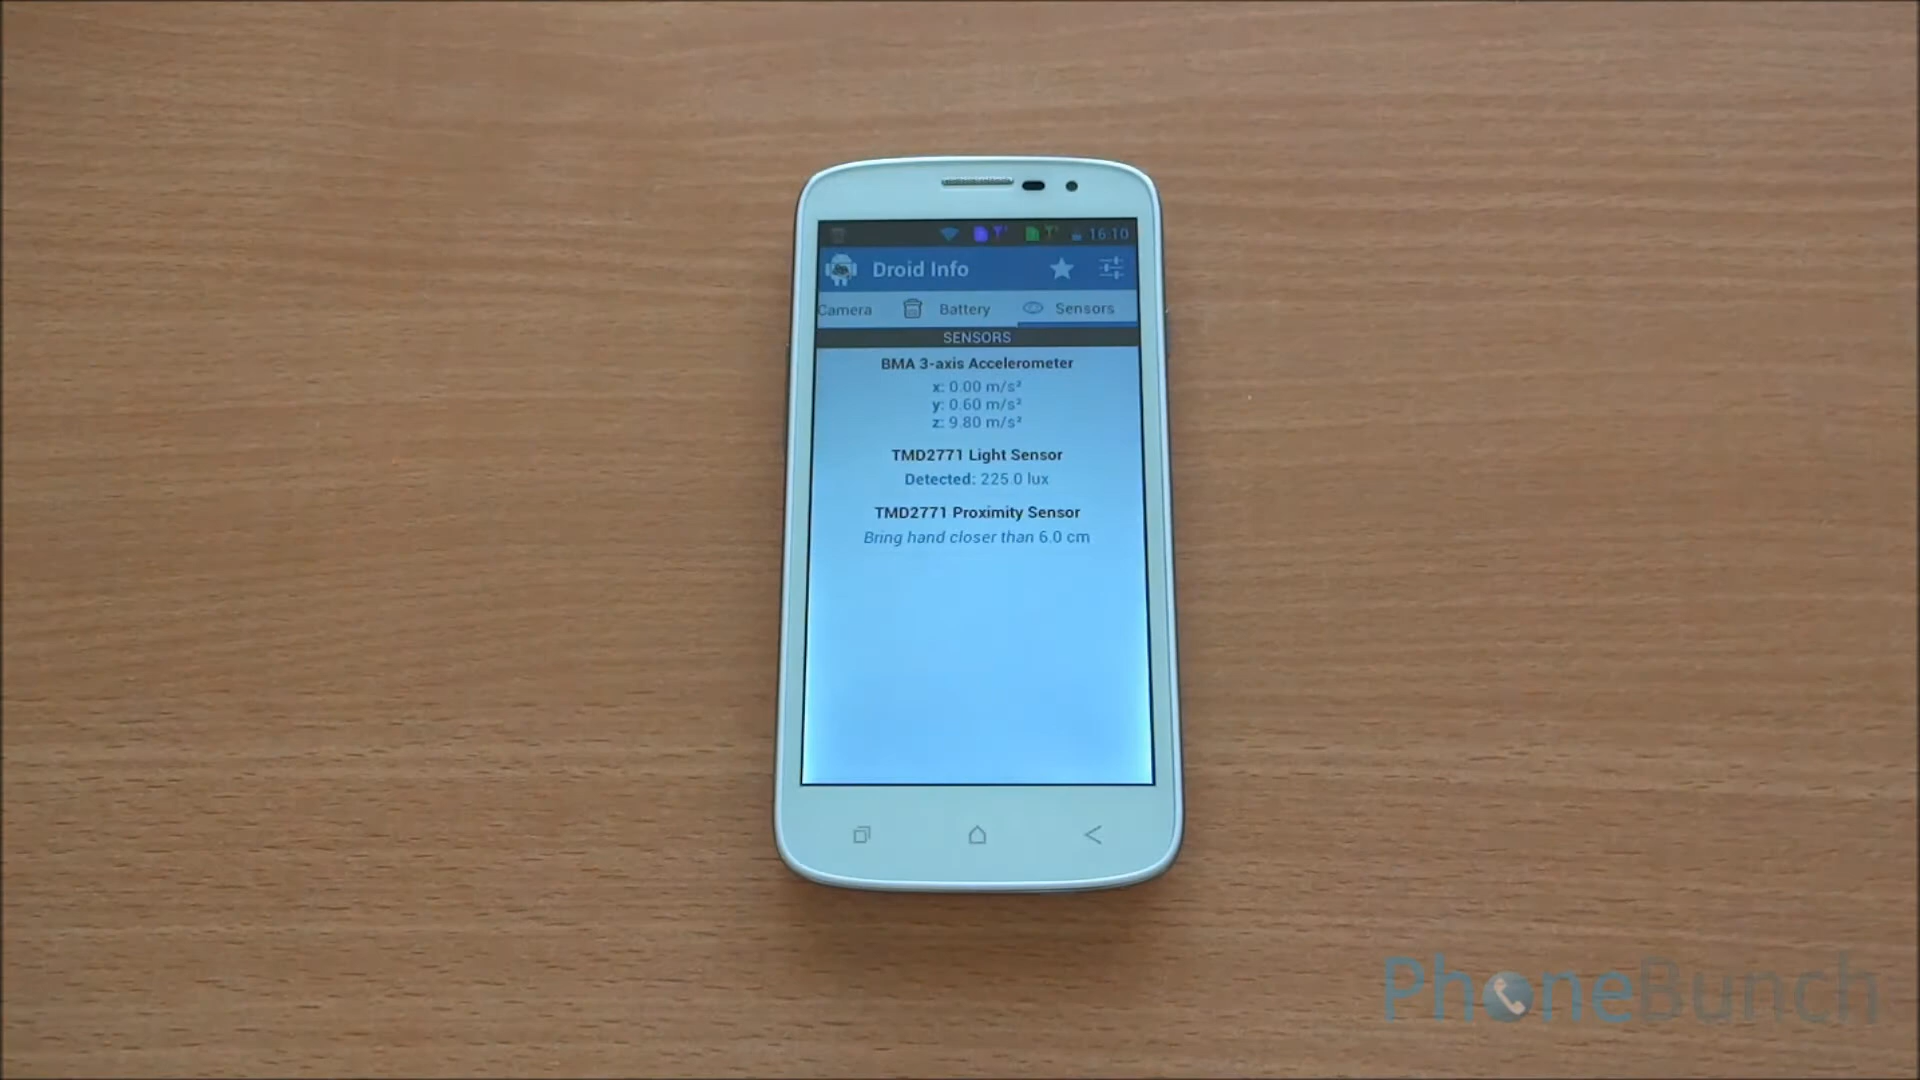 16:10
Droid Info
Camera Battery Sensors
SENSORS
BMA 3-axis Accelerometer
x: 0.00 m/s²
y: 0.60 m/s²
z: 9.80 m/s²
TMD2771 Light Sensor
Detected: 225.0 lux
TMD2771 Proximity Sensor
Bring hand closer than 6.0 cm
PhoneBunch